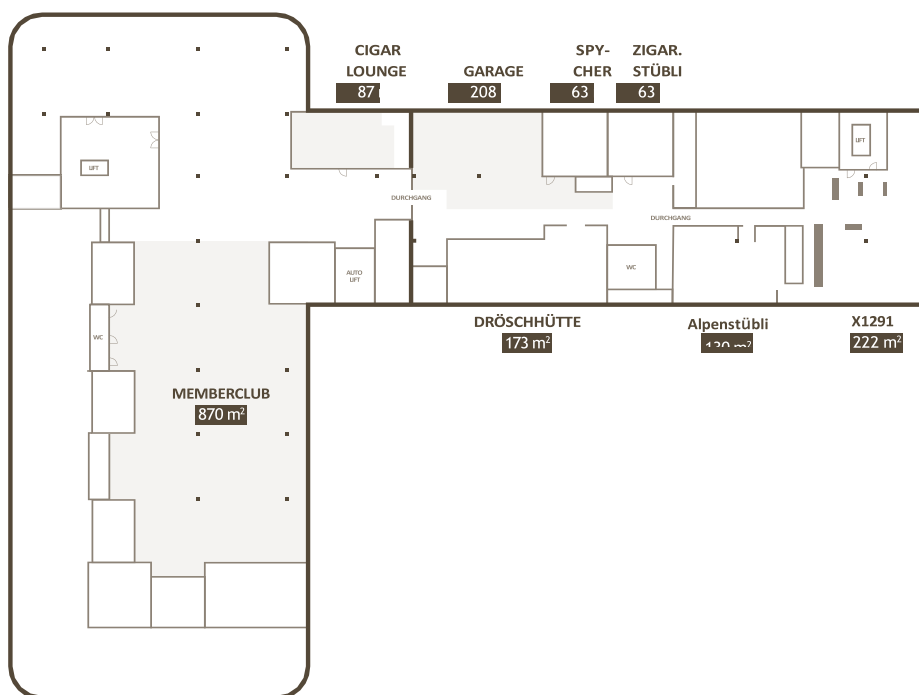 CIGAR
LOUNGE
87
GARAGE
208
SPY-
CHER
63
ZIGAR.
STÜBLI
63
LIFT
LIFT
DURCHGANG
DURCHGANG
AUTO
LIFT
WC
WC
DRÖSCHHÜTTE
173 m²
Alpenstübli
X1291
222 m²
MEMBERCLUB
870 m²